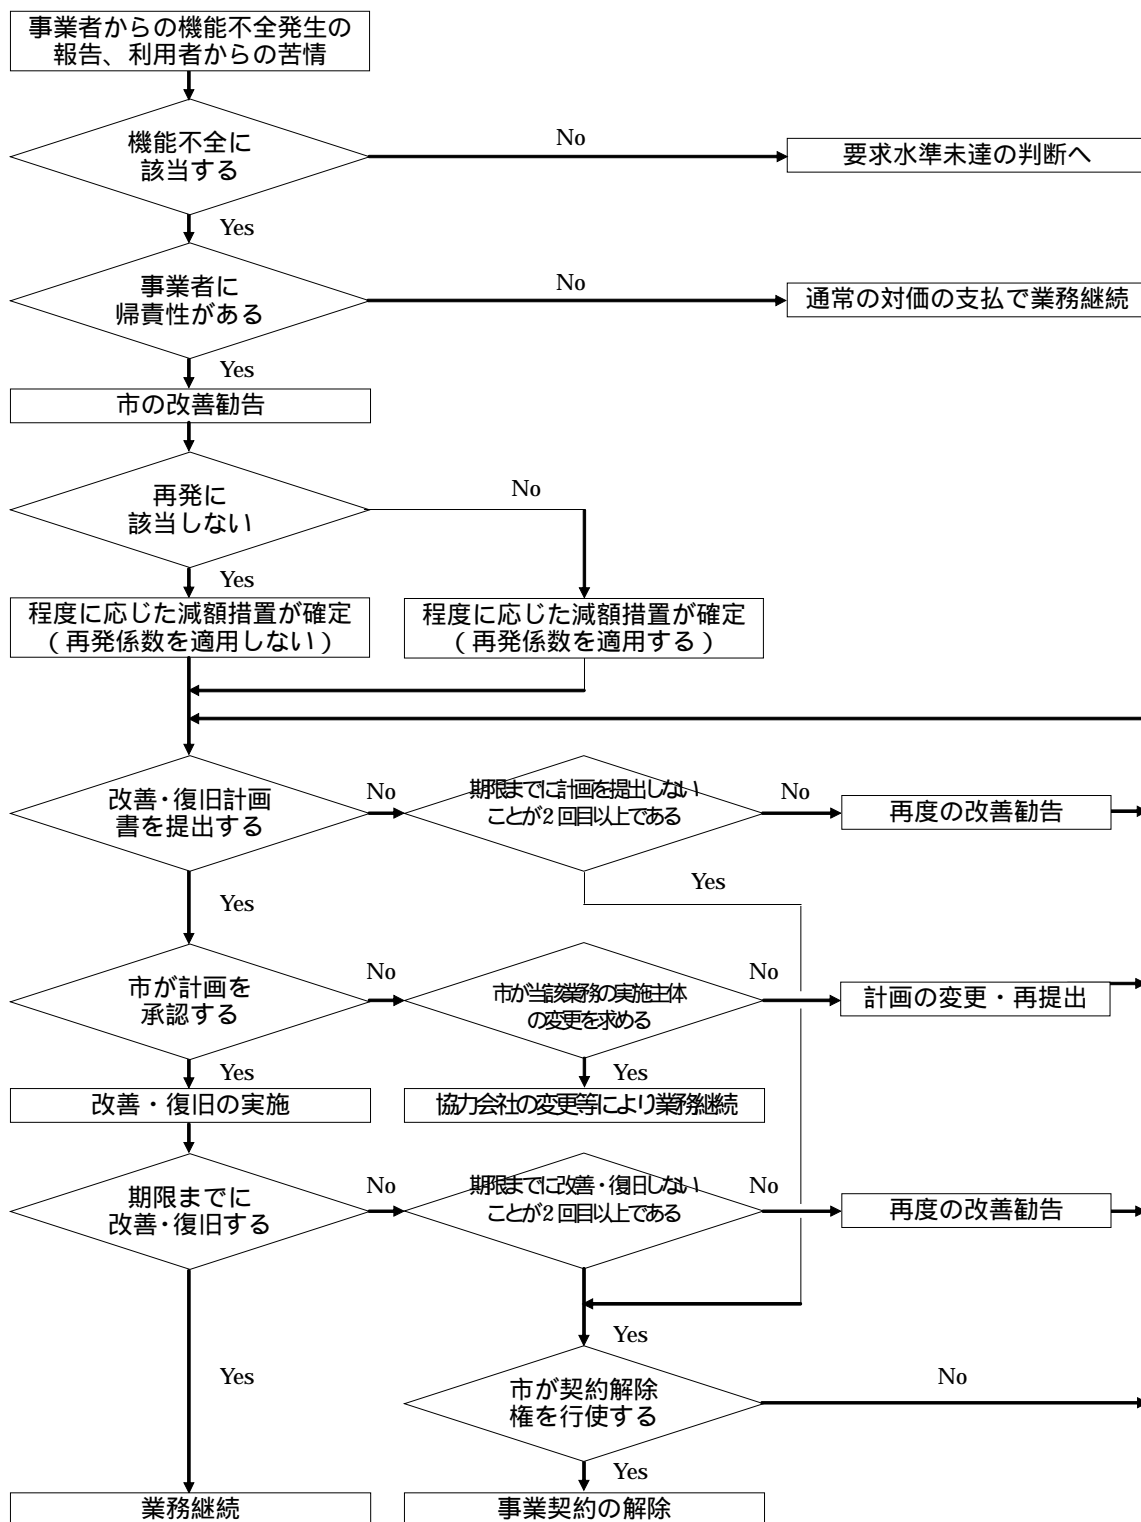 事業者からの機能不全発生の
報告、利用者からの苦情
機能不全に
該当する
No
要求水準未達の判断へ
Yes
事業者に
帰責性がある
No
通常の対価の支払で業務継続
Yes
市の改善勧告
再発に
該当しない
No
Yes
程度に応じた減額措置が確定
(再発係数を適用しない)
程度に応じた減額措置が確定
(再発係数を適用する)
改善・復旧計画
書を提出する
No
期限までに計画を提出しない
ことが2回目以上である
No
再度の改善勧告
Yes
Yes
市が計画を
承認する
No
市が当該業務の実施主体
の変更を求める
No
計画の変更・再提出
Yes
Yes
改善・復旧の実施
協力会社の変更等により業務継続
期限までに
改善・復旧する
No
期限までに改善・復旧しない
ことが2回目以上である
No
再度の改善勧告
Yes
Yes
市が契約解除
権を行使する
No
Yes
業務継続
事業契約の解除